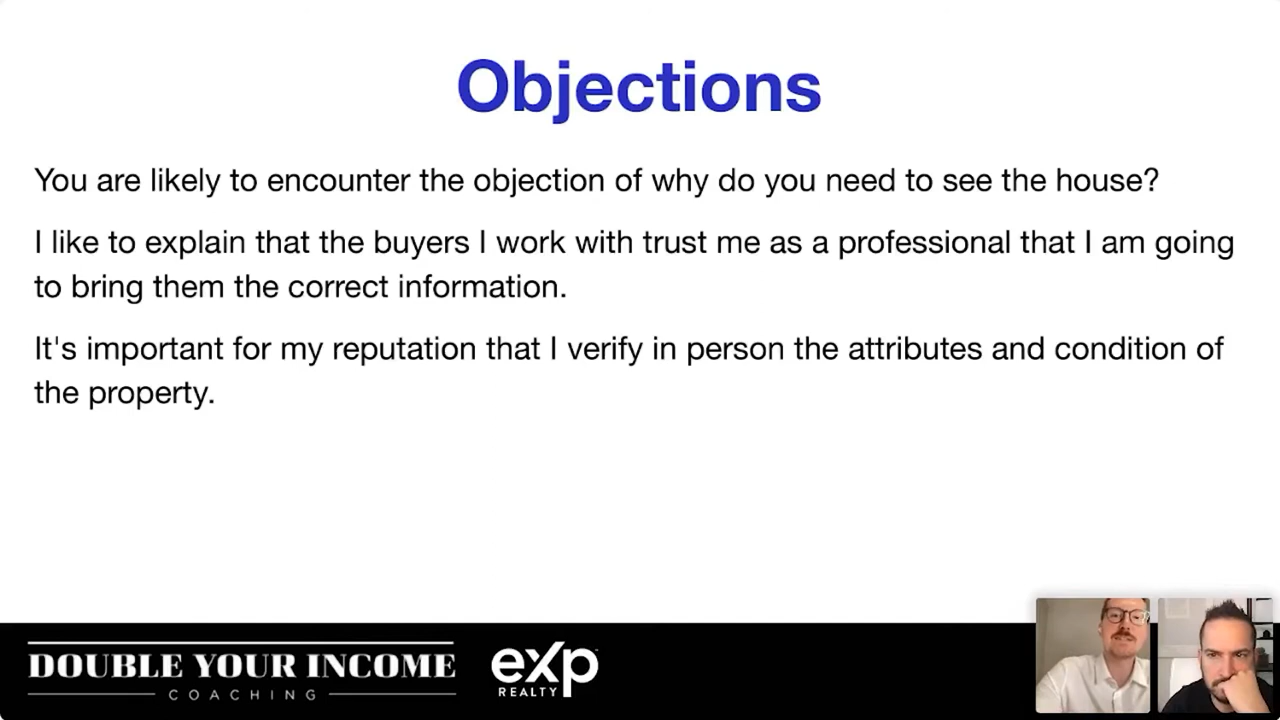 Objections
You are likely to encounter the objection of why do you need to see the house?
I like to explain that the buyers I work with trust me as a professional that I am going
to bring them the correct information.
It's important for my reputation that I verify in person the attributes and condition of
the property.
DOUBLE YOUR INCOME
COACHING
eXp
REALTY